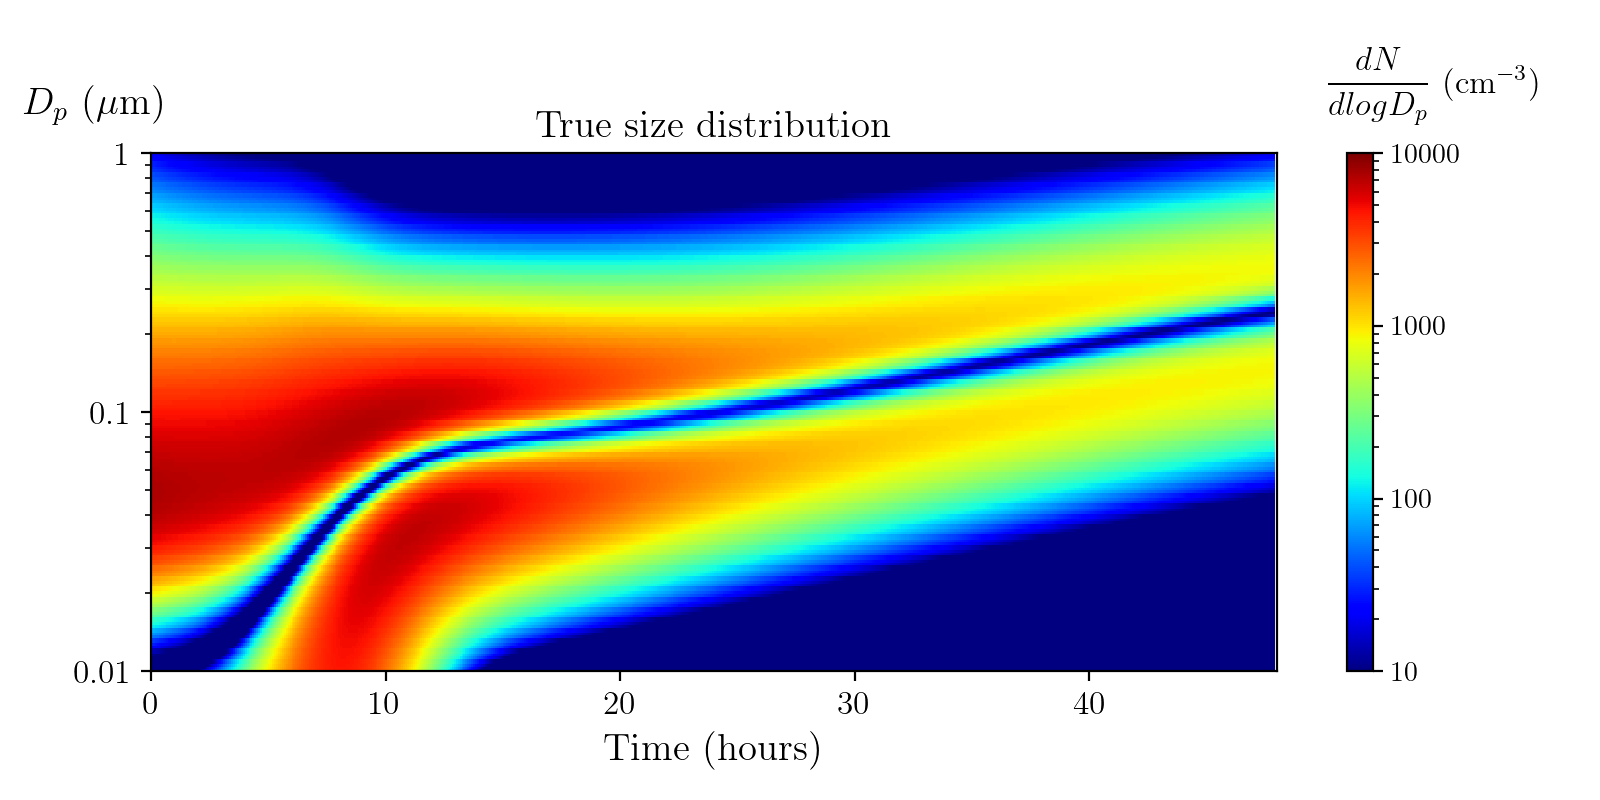 dN
dlogD_p (cm^{-3})
D_p (μm)
True size distribution
1
0.1
0.01
0 10 20 30 40
Time (hours)
10000
1000
100
10